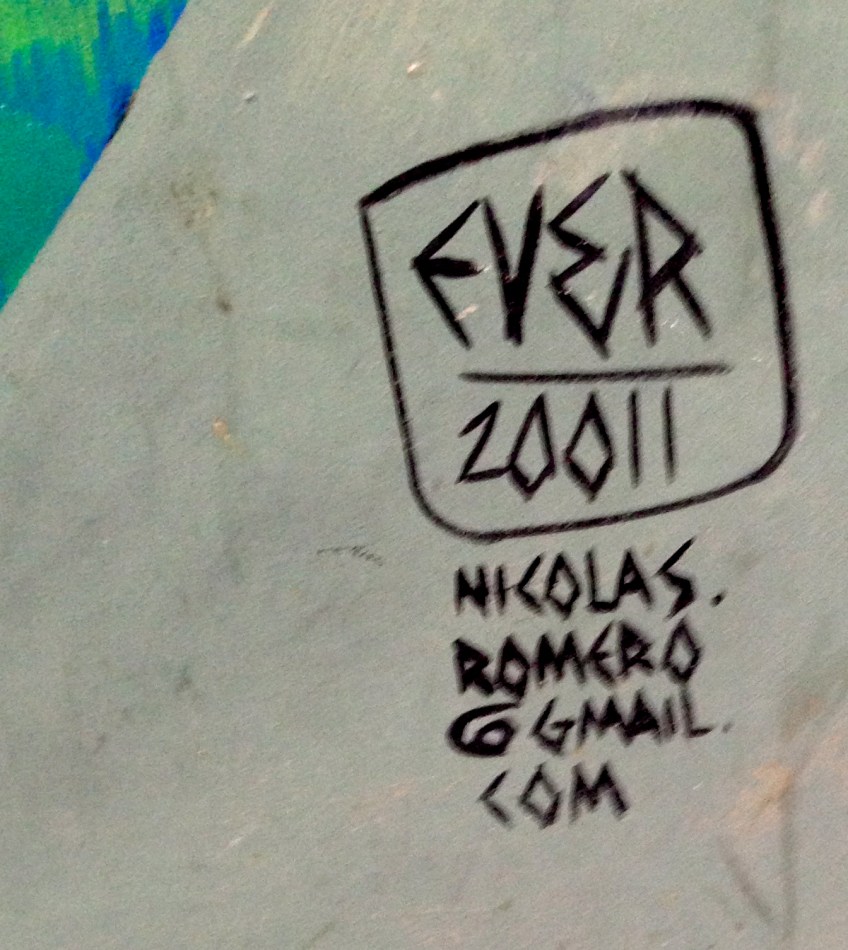 EVER
20011
NICOLAS.
ROMERO
@GMAIL.
COM